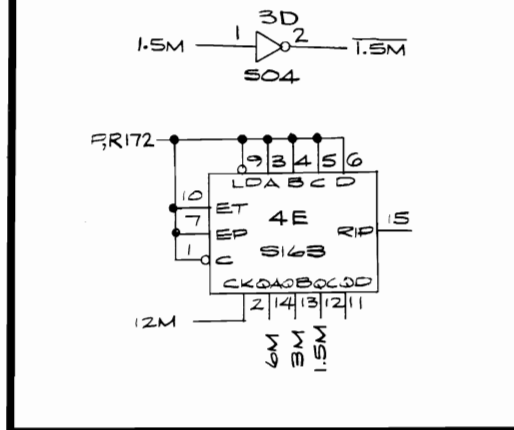 3D
1.5M 1 2 1.5M
S04
P,R172
9 3 4 5 6
LD A B C D
10 ET
7 EP
1 C
4E
S163
RIP 15
CK QA QB QC QD
2 14 13 12 11
12M
6M
3M
1.5M